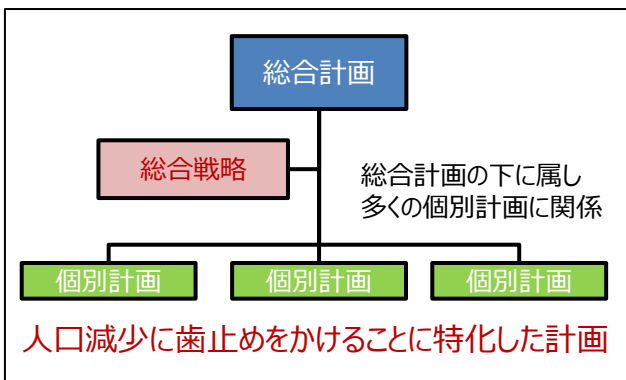 総合計画
総合戦略
総合計画の下に属し
多くの個別計画に関係
個別計画
個別計画
個別計画
人口減少に歯止めをかけることに特化した計画